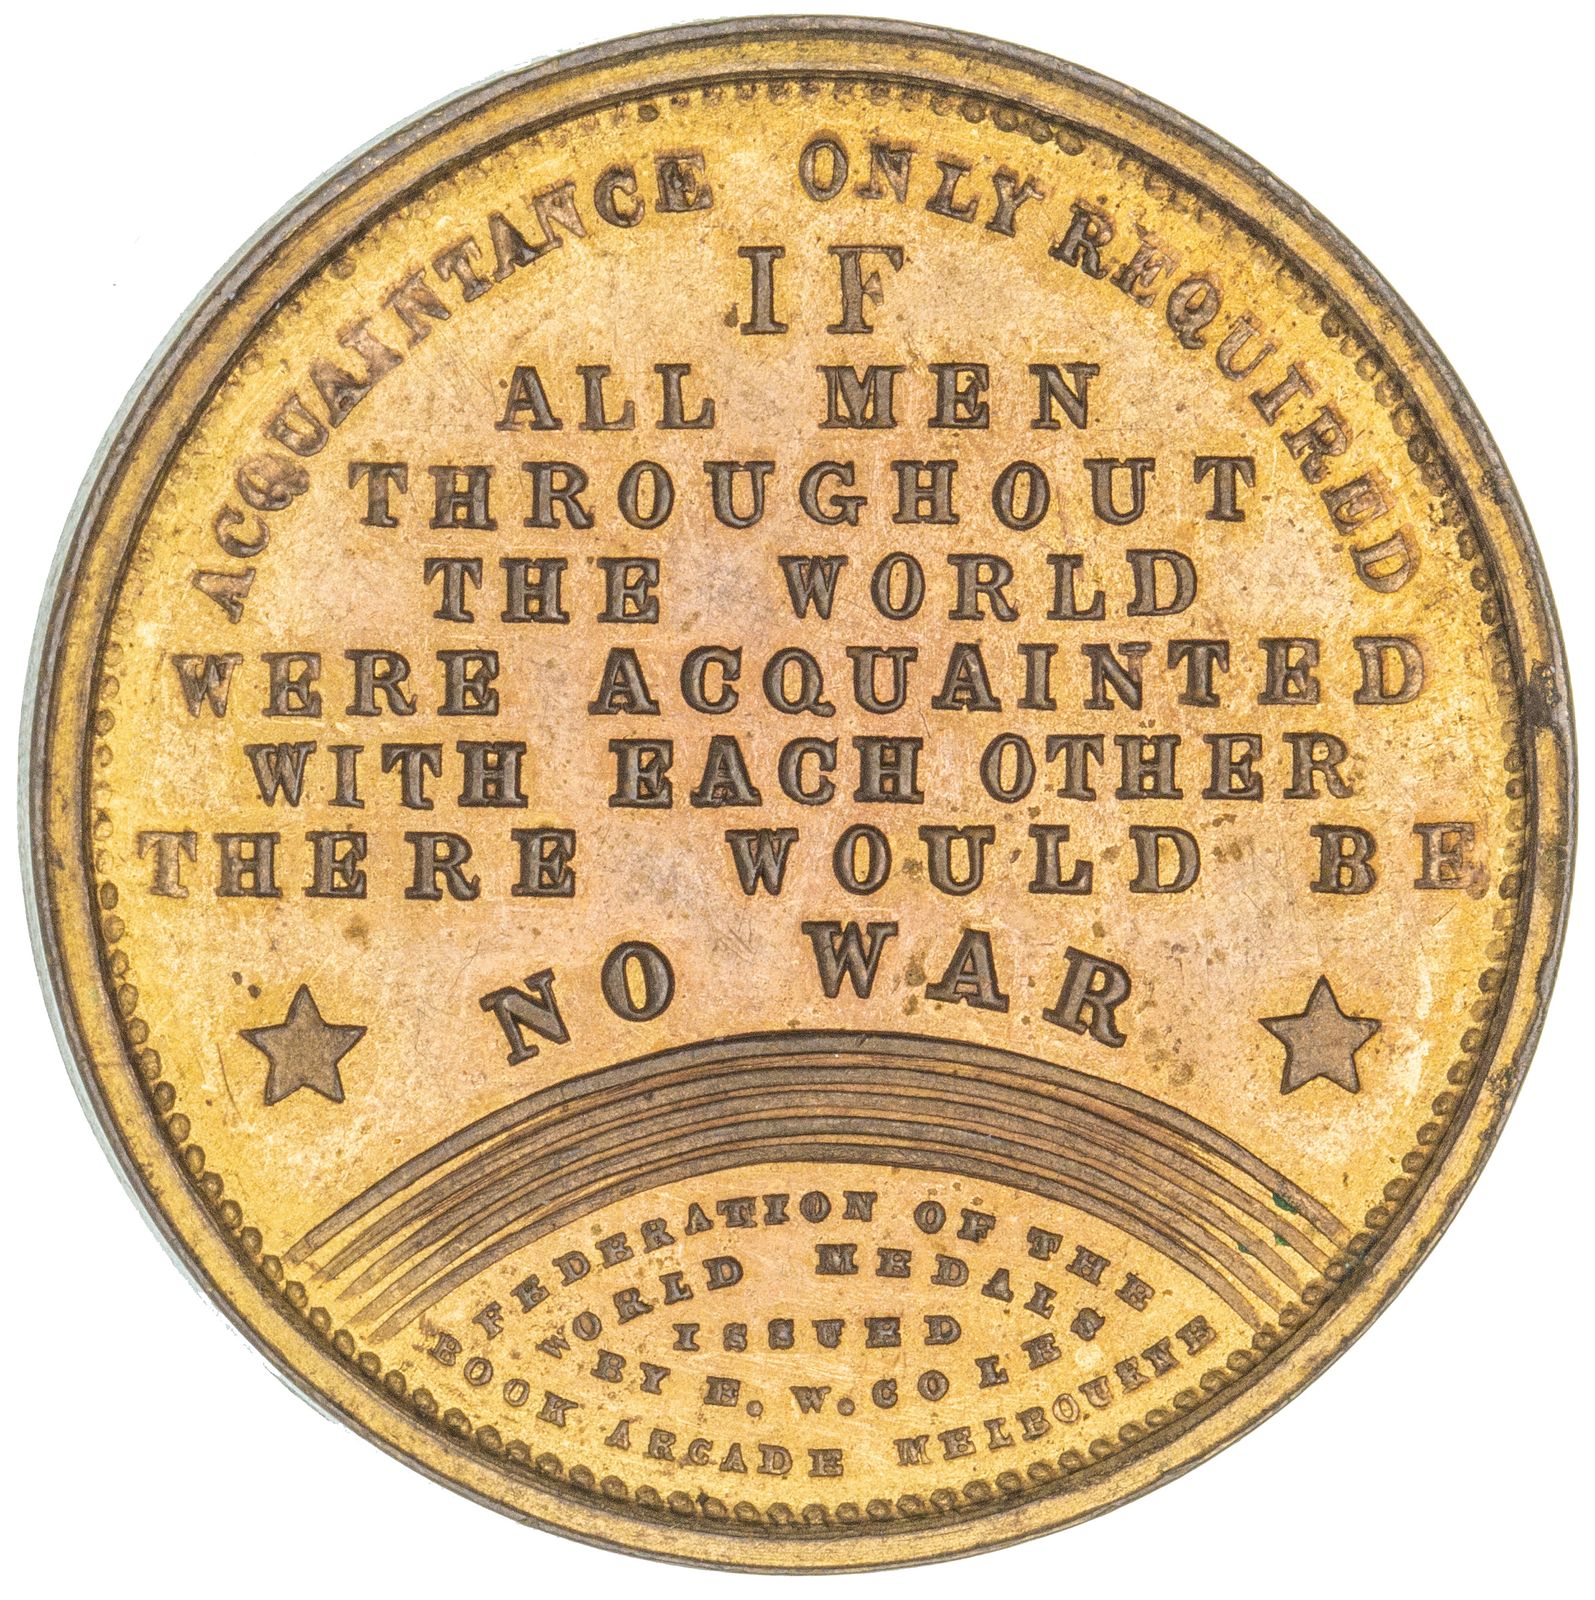 ACQUAINTANCE ONLY REQUIRED
IF
ALL MEN
THROUGHOUT
THE WORLD
WERE ACQUAINTED
WITH EACH OTHER
THERE WOULD BE
NO WAR
FEDERATION OF THE
WORLD MEDALS
ISSUED
BY E. W. COLES
BOOK ARCADE MELBOURNE